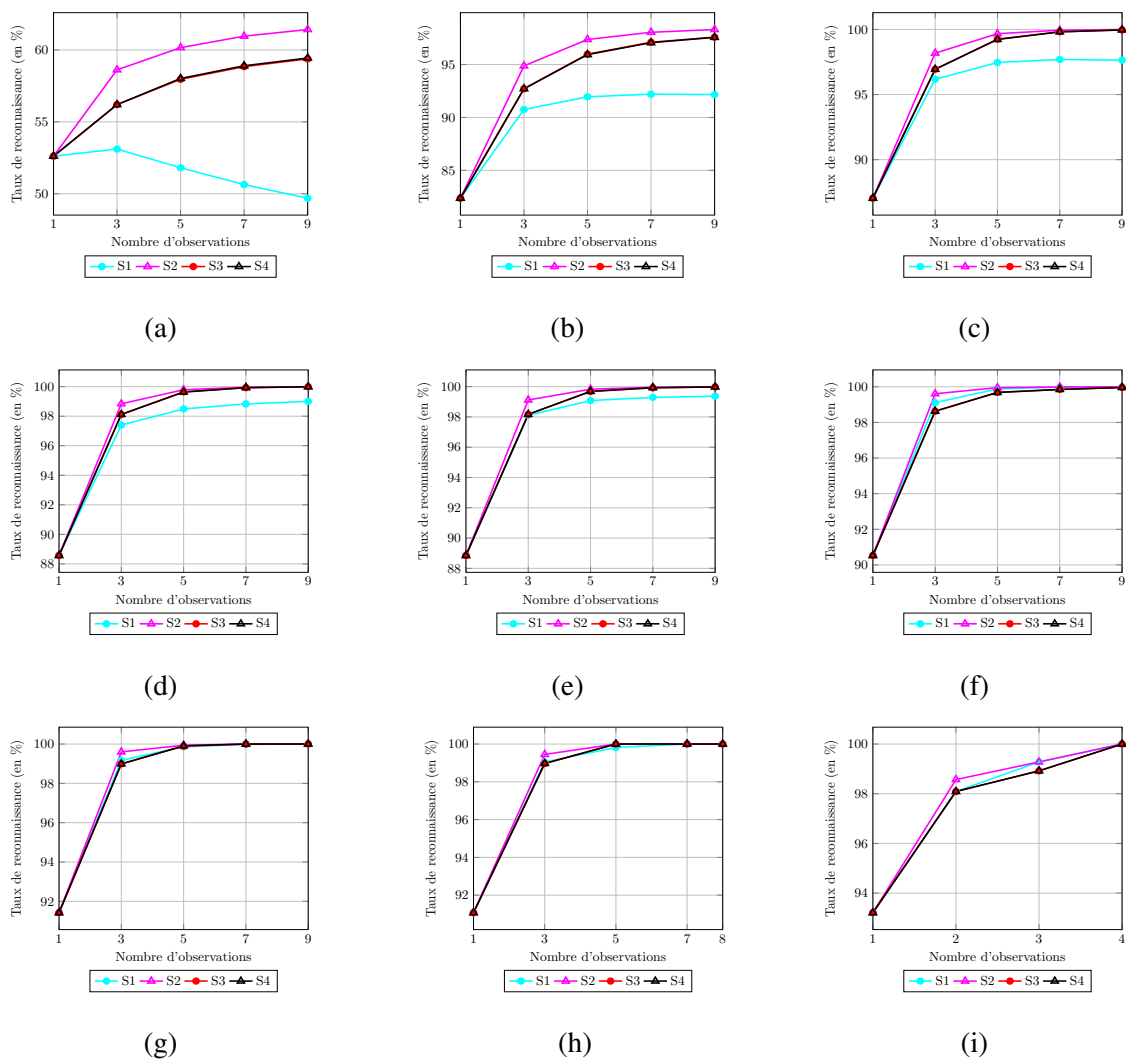 Taux de reconnaissance (en %)
60
55
50
1 3 5 7 9
Nombre d'observations
S1 S2 S3 S4
(a)
Taux de reconnaissance (en %)
95
90
85
1 3 5 7 9
Nombre d'observations
S1 S2 S3 S4
(b)
Taux de reconnaissance (en %)
100
95
90
1 3 5 7 9
Nombre d'observations
S1 S2 S3 S4
(c)
Taux de reconnaissance (en %)
100
98
96
94
92
90
88
1 3 5 7 9
Nombre d'observations
S1 S2 S3 S4
(d)
Taux de reconnaissance (en %)
100
98
96
94
92
90
88
1 3 5 7 9
Nombre d'observations
S1 S2 S3 S4
(e)
Taux de reconnaissance (en %)
100
98
96
94
92
90
1 3 5 7 9
Nombre d'observations
S1 S2 S3 S4
(f)
Taux de reconnaissance (en %)
100
98
96
94
92
1 3 5 7 9
Nombre d'observations
S1 S2 S3 S4
(g)
Taux de reconnaissance (en %)
100
98
96
94
92
1 3 5 7 8
Nombre d'observations
S1 S2 S3 S4
(h)
Taux de reconnaissance (en %)
100
98
96
94
1 2 3 4
Nombre d'observations
S1 S2 S3 S4
(i)